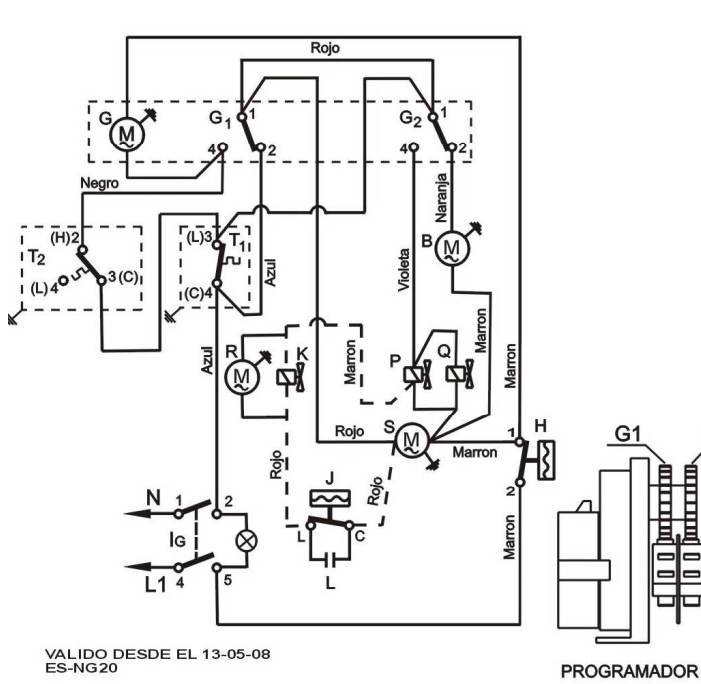 Rojo
G
M
G1
1
4
2
G2
1
4
2
Negro
Naranja
(H)2
T2
(L)4
3(C)
(L)3
T1
(C)4
Azul
B
M
Violeta
Azul
R
M
K
Marron
P
Q
Marron
Marron
Rojo
S
M
Marron
1
H
2
Rojo
J
Rojo
L
C
L
Marron
N
1
2
IG
L1
4
5
G1
VALIDO DESDE EL 13-05-08
ES-NG20
PROGRAMADOR